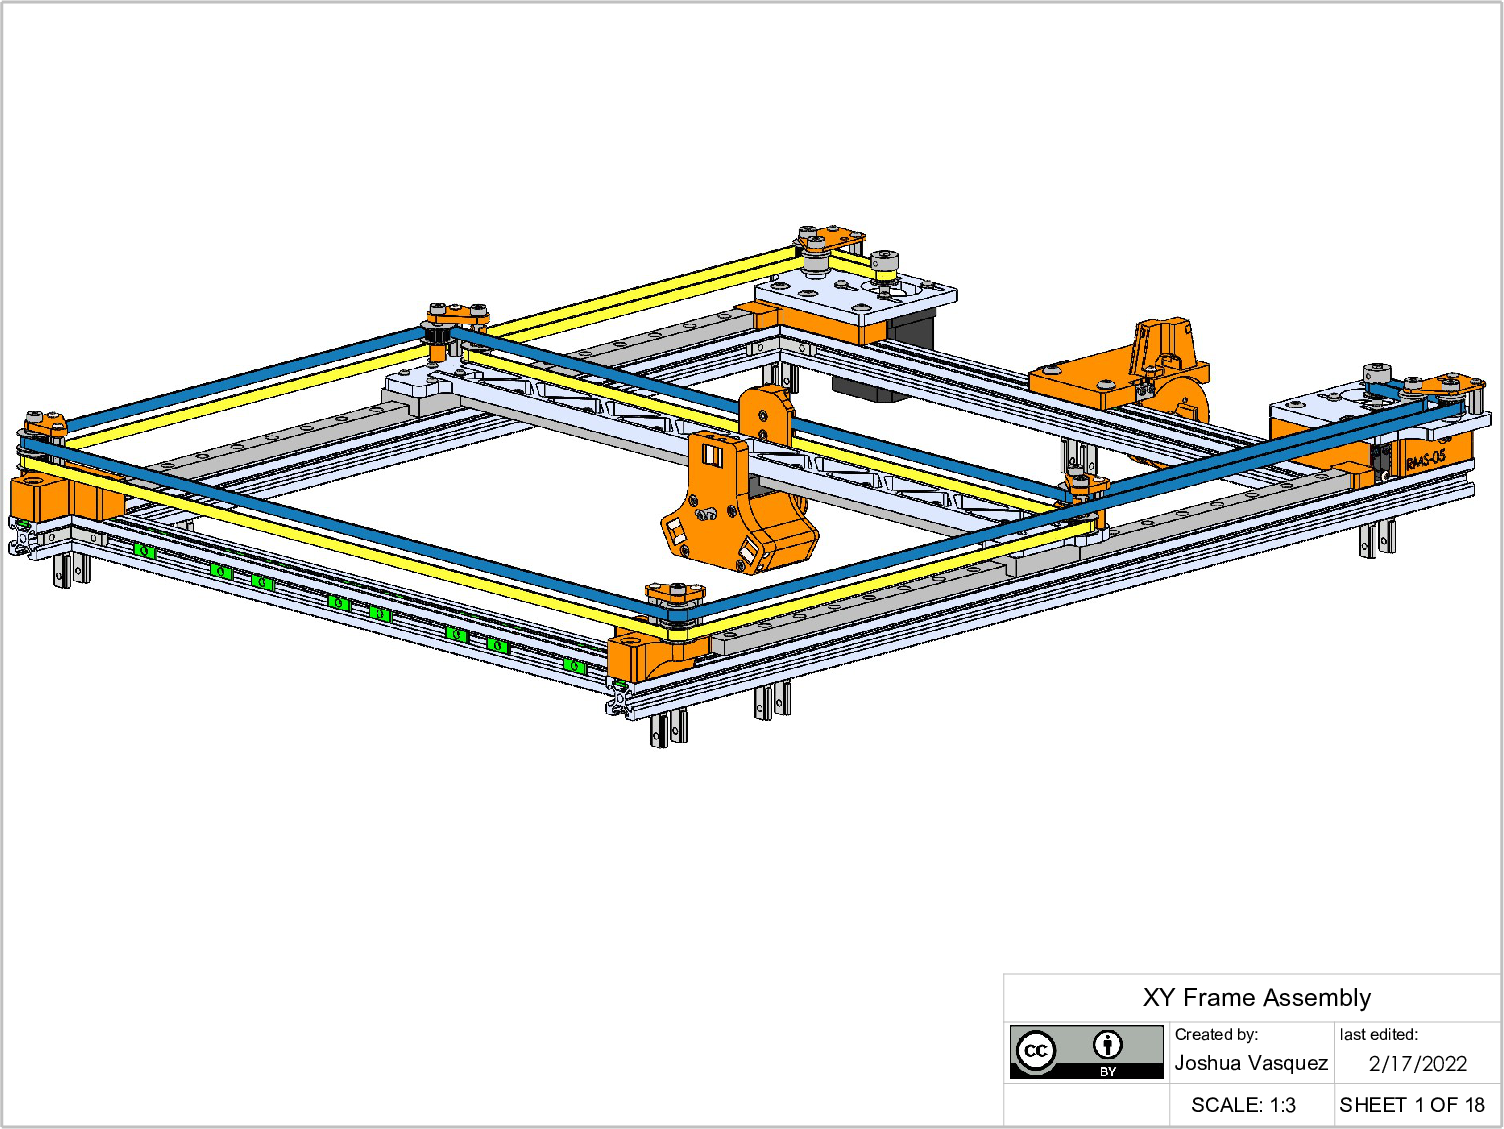 RMS-05
XY Frame Assembly
cc
BY
Created by:
Joshua Vasquez
last edited:
2/17/2022
SCALE: 1:3
SHEET 1 OF 18